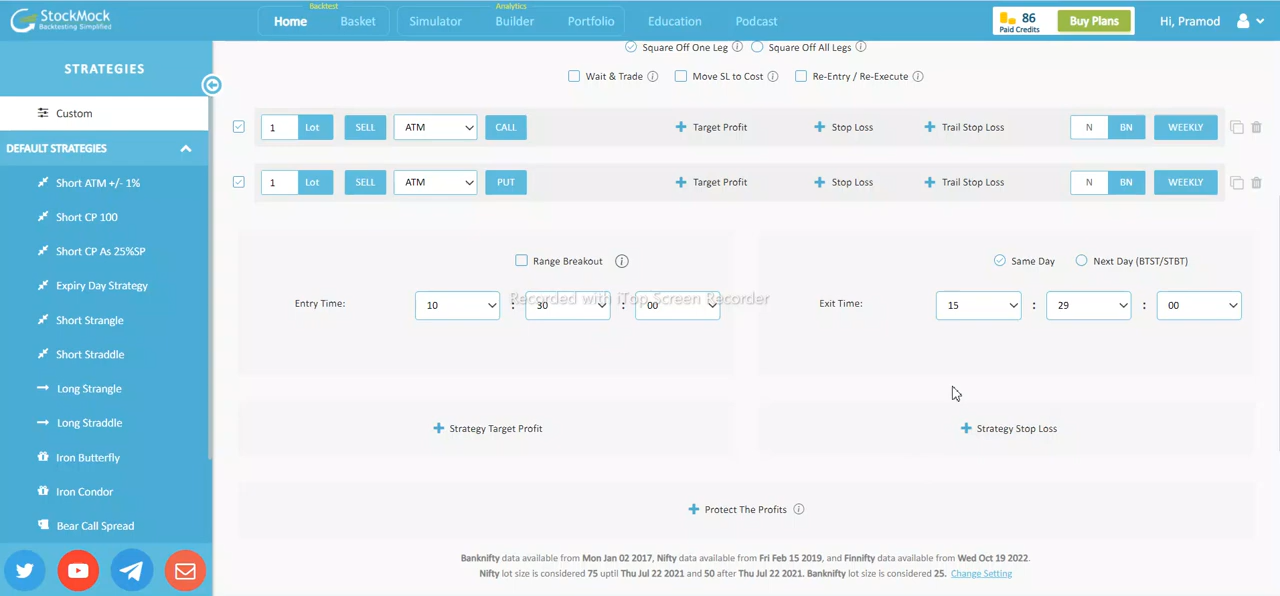 StockMock
Backtesting Simplified
Backtest
Home
Basket
Analytics
Simulator
Builder
Portfolio
Education
Podcast
86
Paid Credits
Buy Plans
Hi, Pramod
STRATEGIES
Custom
DEFAULT STRATEGIES
Short ATM +/- 1%
Short CP 100
Short CP As 25%SP
Expiry Day Strategy
Short Strangle
Short Straddle
Long Strangle
Long Straddle
Iron Butterfly
Iron Condor
Bear Call Spread
Square Off One Leg Square Off All Legs
Wait & Trade Move SL to Cost Re-Entry / Re-Execute
1 Lot SELL ATM CALL + Target Profit + Stop Loss + Trail Stop Loss N BN WEEKLY
1 Lot SELL ATM PUT + Target Profit + Stop Loss + Trail Stop Loss N BN WEEKLY
Range Breakout
Entry Time: 10 : 30 : 00
Same Day Next Day (BTST/STBT)
Exit Time: 15 : 29 : 00
Recorded with iTop Screen Recorder
+ Strategy Target Profit
+ Strategy Stop Loss
+ Protect The Profits
Banknifty data available from Mon Jan 02 2017, Nifty data available from Fri Feb 15 2019, and Finnifty data available from Wed Oct 19 2022.
Nifty lot size is considered 75 uptil Thu Jul 22 2021 and 50 after Thu Jul 22 2021. Banknifty lot size is considered 25. Change Setting